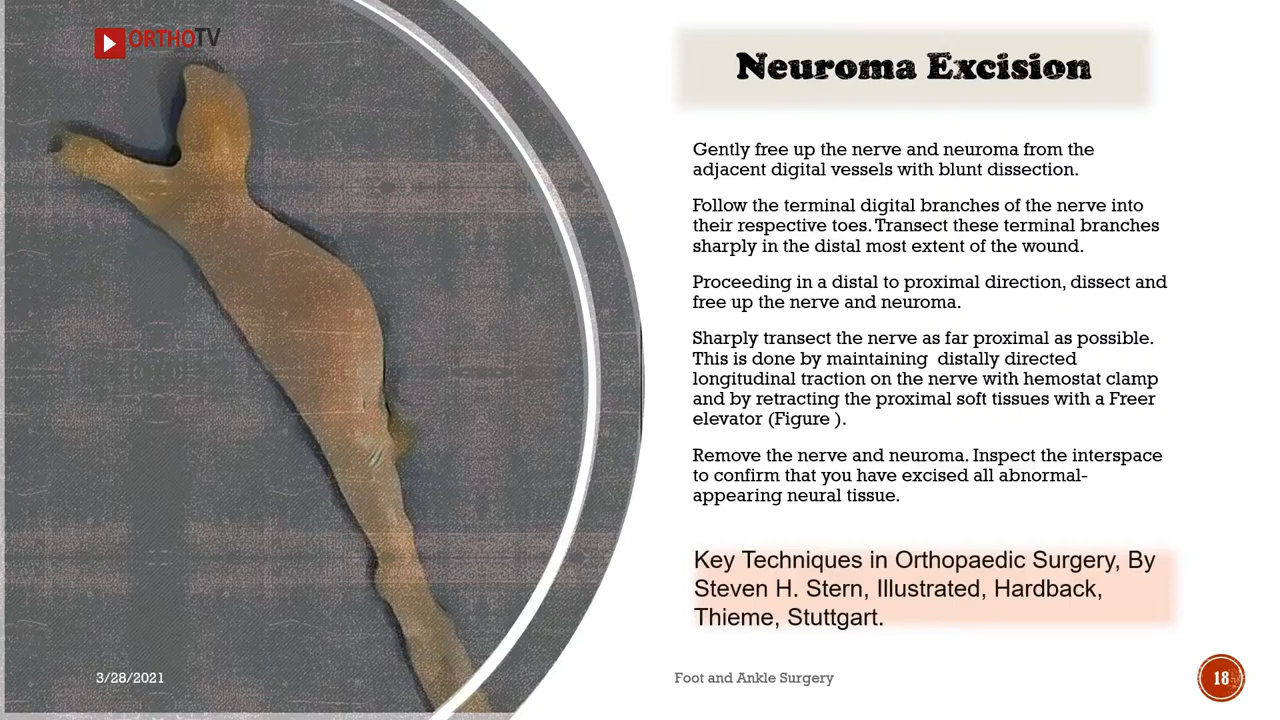 ORTHOTV
Neuroma Excision
Gently free up the nerve and neuroma from the
adjacent digital vessels with blunt dissection.
Follow the terminal digital branches of the nerve into
their respective toes. Transect these terminal branches
sharply in the distal most extent of the wound.
Proceeding in a distal to proximal direction, dissect and
free up the nerve and neuroma.
Sharply transect the nerve as far proximal as possible.
This is done by maintaining  distally directed
longitudinal traction on the nerve with hemostat clamp
and by retracting the proximal soft tissues with a Freer
elevator (Figure ).
Remove the nerve and neuroma. Inspect the interspace
to confirm that you have excised all abnormal-
appearing neural tissue.
Key Techniques in Orthopaedic Surgery, By
Steven H. Stern, Illustrated, Hardback,
Thieme, Stuttgart.
3/28/2021
Foot and Ankle Surgery
18